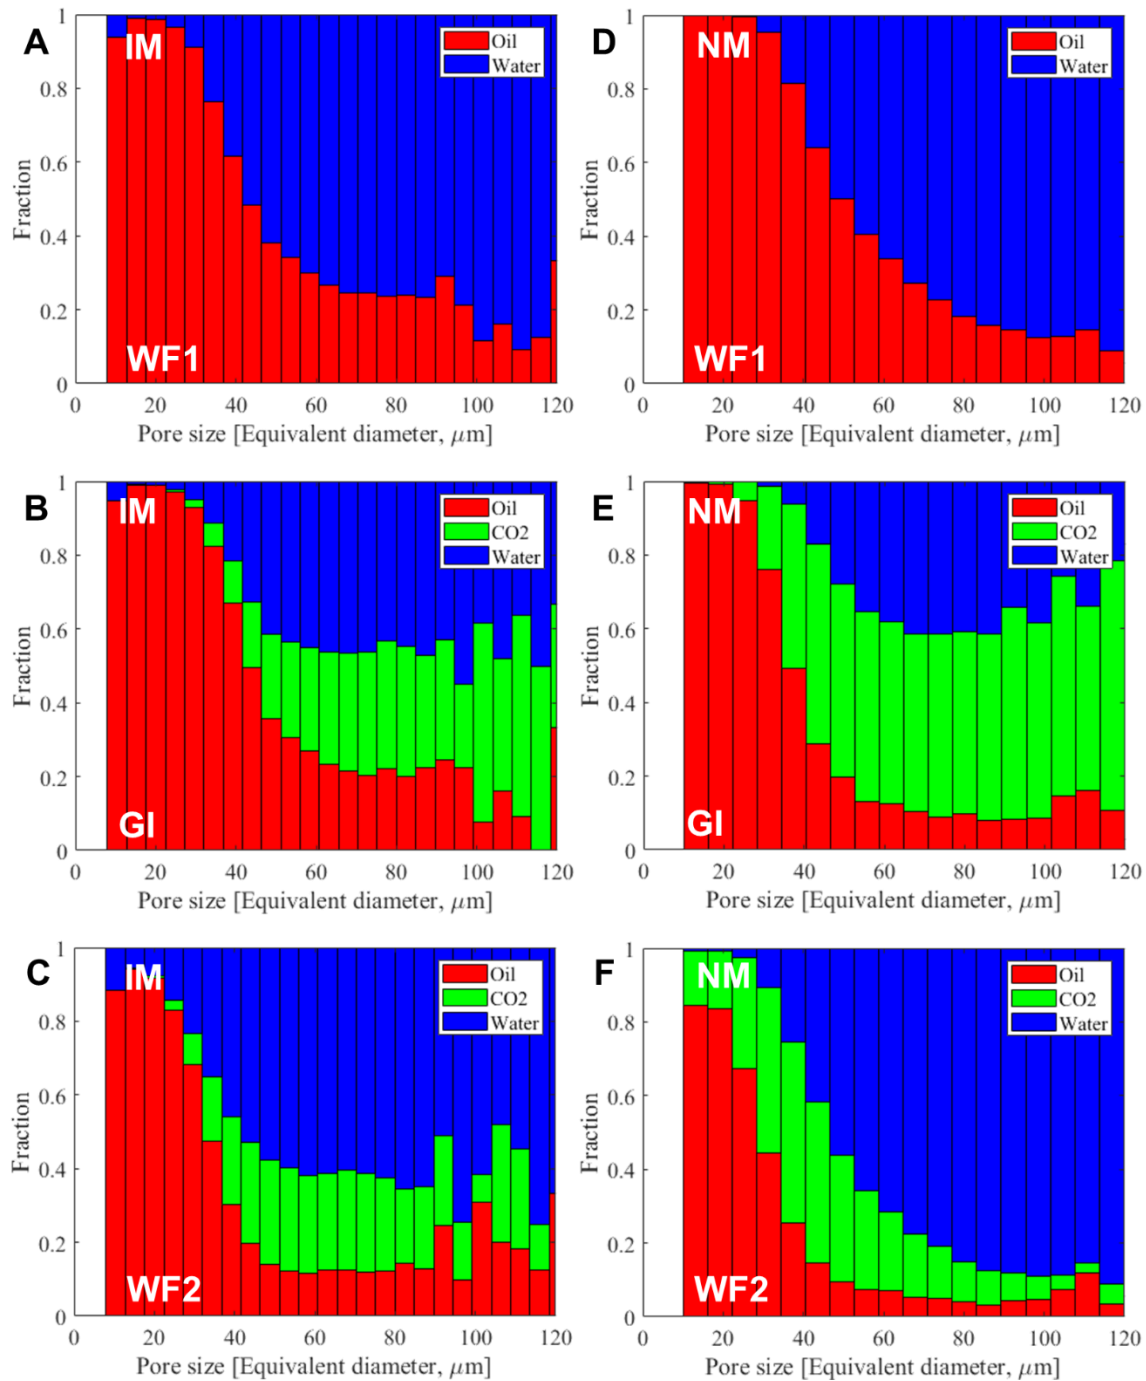 A
IM
Oil
Water
1
0.8
0.6
0.4
0.2
0
Fraction
WF1
0 20 40 60 80 100 120
Pore size [Equivalent diameter, μm]
D
NM
Oil
Water
1
0.8
0.6
0.4
0.2
0
Fraction
WF1
0 20 40 60 80 100 120
Pore size [Equivalent diameter, μm]
B
IM
Oil
CO2
Water
1
0.8
0.6
0.4
0.2
0
Fraction
GI
0 20 40 60 80 100 120
Pore size [Equivalent diameter, μm]
E
NM
Oil
CO2
Water
1
0.8
0.6
0.4
0.2
0
Fraction
GI
0 20 40 60 80 100 120
Pore size [Equivalent diameter, μm]
C
IM
Oil
CO2
Water
1
0.8
0.6
0.4
0.2
0
Fraction
WF2
0 20 40 60 80 100 120
Pore size [Equivalent diameter, μm]
F
NM
Oil
CO2
Water
1
0.8
0.6
0.4
0.2
0
Fraction
WF2
0 20 40 60 80 100 120
Pore size [Equivalent diameter, μm]